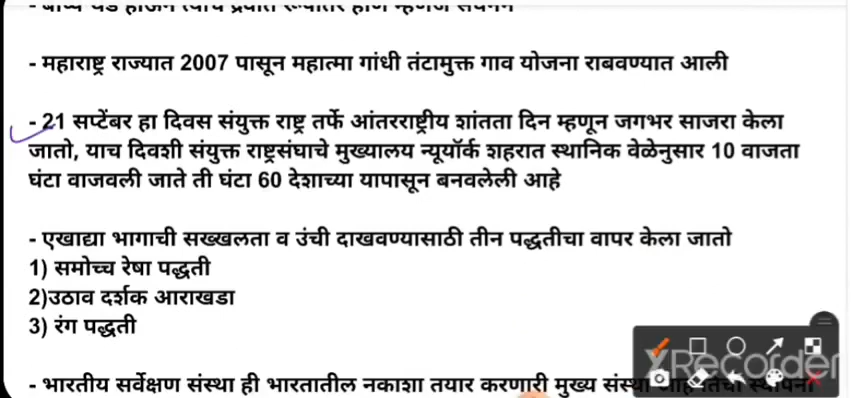 - महाराष्ट्र राज्यात 2007 पासून महात्मा गांधी तंटामुक्त गाव योजना राबवण्यात आली
- 21 सप्टेंबर हा दिवस संयुक्त राष्ट्र तर्फे आंतरराष्ट्रीय शांतता दिन म्हणून जगभर साजरा केला
जातो, याच दिवशी संयुक्त राष्ट्रसंघाचे मुख्यालय न्यूयॉर्क शहरात स्थानिक वेळेनुसार 10 वाजता
घंटा वाजवली जाते ती घंटा 60 देशाच्या यापासून बनवलेली आहे
- एखाद्या भागाची सख्खलता व उंची दाखवण्यासाठी तीन पद्धतीचा वापर केला जातो
1) समोच्च रेषा पद्धती
2)उठाव दर्शक आराखडा
3) रंग पद्धती
XRecorder
- भारतीय सर्वेक्षण संस्था ही भारतातील नकाशा तयार करणारी मुख्य